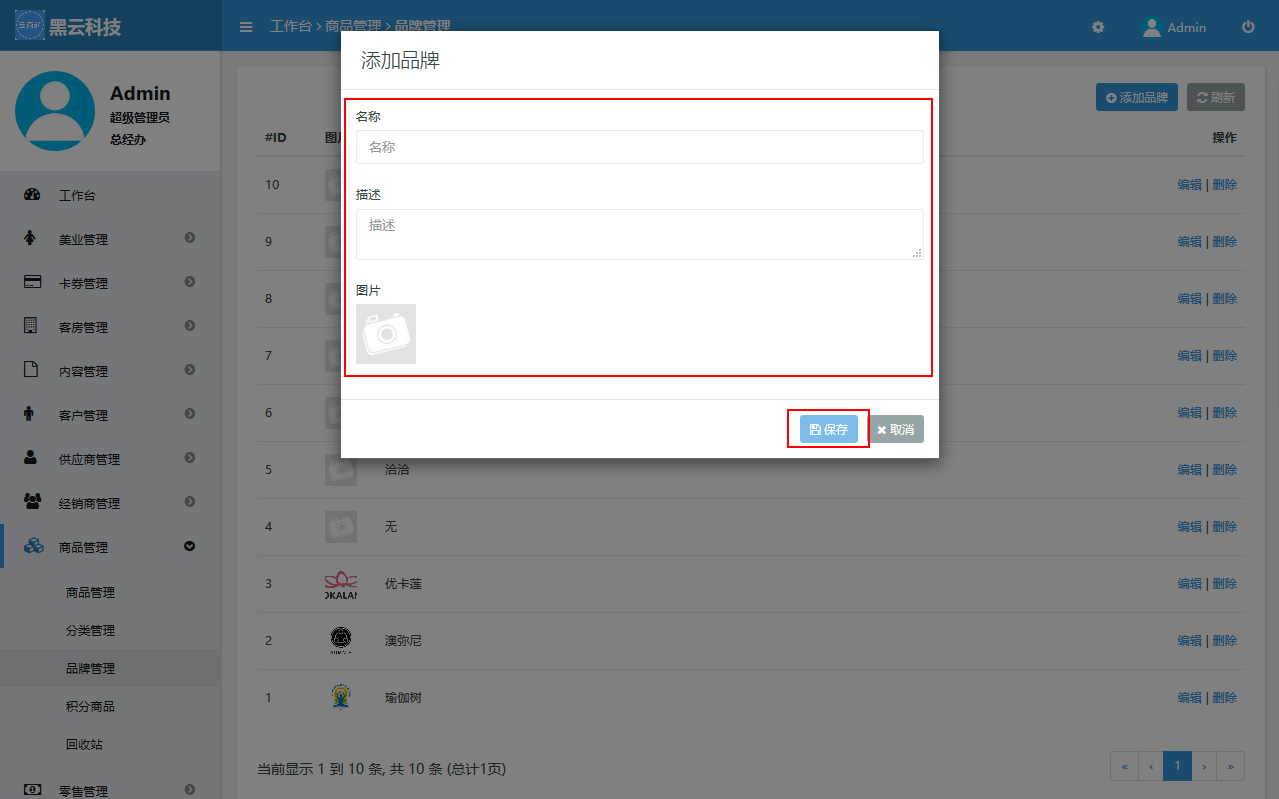 黑云科技
工作台 > 商品管理 > 品牌管理
Admin
Admin
超级管理员
总经办
工作台
美业管理
卡券管理
客房管理
内容管理
客户管理
供应商管理
经销商管理
商品管理
商品管理
分类管理
品牌管理
积分商品
回收站
零售管理
添加品牌
名称
名称
描述
描述
图片
保存
取消
添加品牌
刷新
#ID
操作
10
编辑 | 删除
9
编辑 | 删除
8
编辑 | 删除
7
编辑 | 删除
6
编辑 | 删除
5
洽洽
编辑 | 删除
4
无
编辑 | 删除
3
优卡莲
编辑 | 删除
2
澳弥尼
编辑 | 删除
1
瑜伽树
编辑 | 删除
当前显示 1 到 10 条, 共 10 条 (总计1页)
« ‹ 1 › »